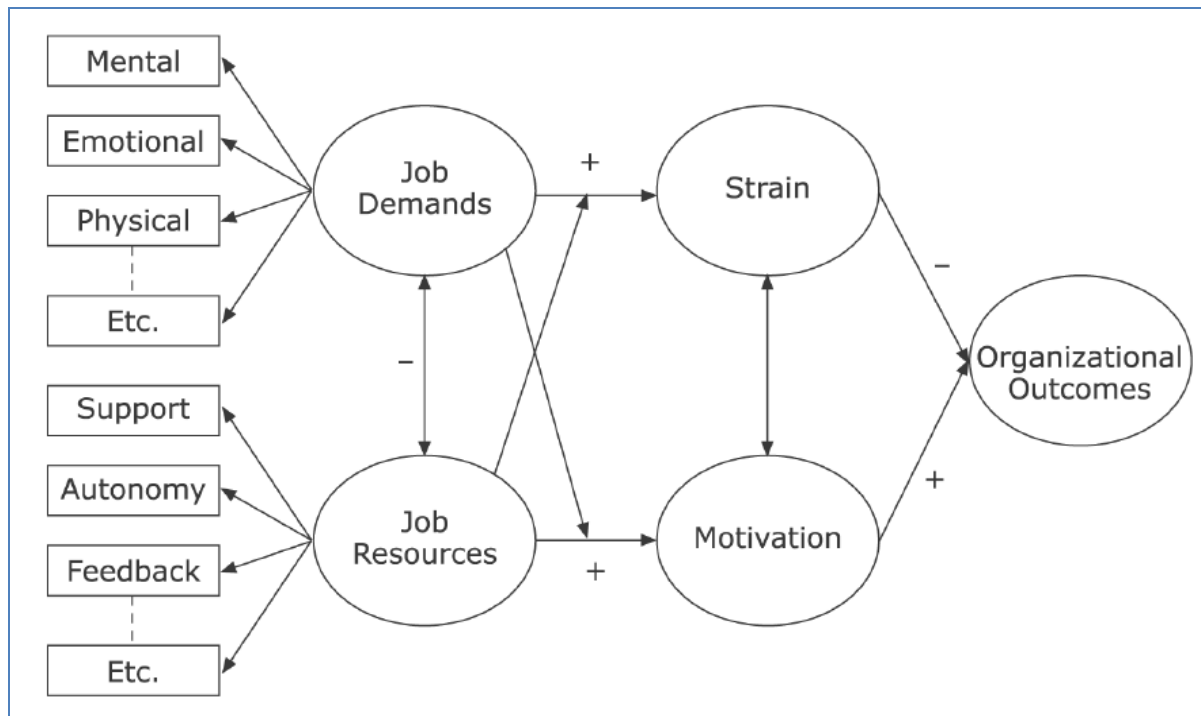 Mental
Emotional
Physical
Etc.
Support
Autonomy
Feedback
Etc.
Job
Demands
–
Job
Resources
+
+
Strain
Motivation
–
+
Organizational
Outcomes